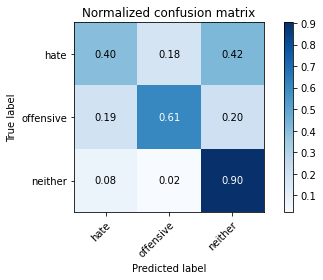 Normalized confusion matrix
True label
hate 0.40 0.18 0.42
offensive 0.19 0.61 0.20
neither 0.08 0.02 0.90
hate offensive neither
Predicted label
0.9
0.8
0.7
0.6
0.5
0.4
0.3
0.2
0.1